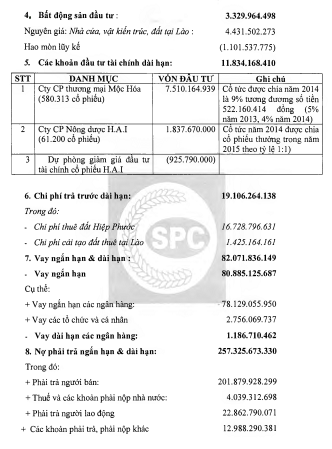 4, Bất động sản đầu tư : 3.329.964.498
Nguyên giá: Nhà cửa, vật kiến trúc, đất tại Lào : 4.431.502.273
Hao mòn lũy kế (1.101.537.775)
5. Các khoản đầu tư tài chính dài hạn: 11.834.168.410
STT DANH MỤC VỐN ĐẦU TƯ Ghi chú
1 Cty CP thương mại Mộc Hóa 7.510.164.939 Cổ tức được chia năm 2014
(580.313 cổ phiếu) là 9% tương đương số tiền
522.160.414 đồng (5%
năm 2013, 4% năm 2014)
2 Cty CP Nông dược H.A.I 1.837.670.000 Cổ tức năm 2014 được chia
(61.200 cổ phiếu) cổ phiếu thưởng trong năm
2015 theo tỷ lệ 1:1)
3 Dự phòng giảm giá đầu tư (925.790.000)
tài chính cổ phiếu H.A.I
6. Chi phí trả trước dài hạn: 19.106.264.138
Trong đó:
- Chi phí thuê đất Hiệp Phước 16.728.796.631
- Chi phí cải tạo đất thuê tại Lào 1.425.164.161
7. Vay ngắn hạn & dài hạn : 82.071.836.149
- Vay ngắn hạn 80.885.125.687
Cụ thể:
+ Vay ngắn hạn các ngân hàng: 78.129.055.950
+ Vay các tổ chức và cá nhân 2.756.069.737
- Vay dài hạn các ngân hàng: 1.186.710.462
8. Nợ phải trả ngắn hạn & dài hạn: 257.325.673.330
Trong đó:
+ Phải trả người bán: 201.879.928.299
+ Thuế và các khoản phải nộp nhà nước: 4.039.312.698
+ Phải trả người lao động 22.862.790.071
+ Các khoản phải trả, phải nộp khác 12.988.290.381
SPC